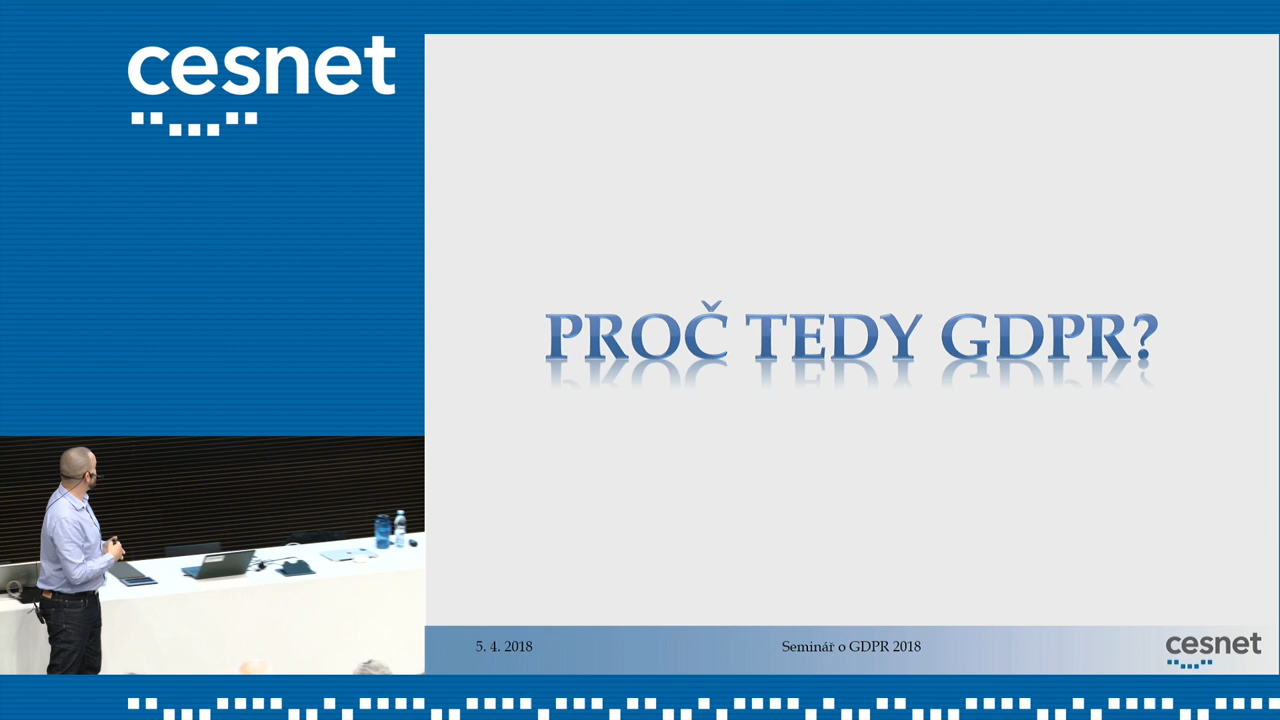 cesnet
PROČ TEDY GDPR?
5. 4. 2018
Seminář o GDPR 2018
cesnet